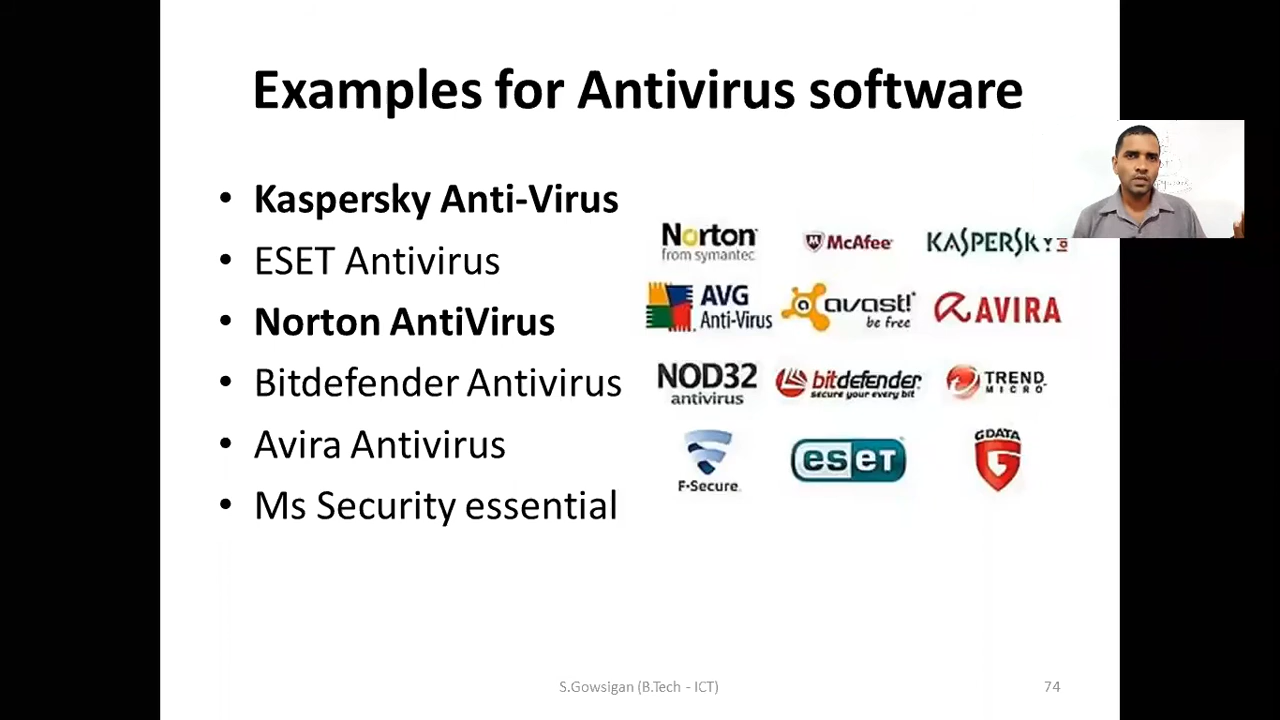 Examples for Antivirus software
• Kaspersky Anti-Virus
• ESET Antivirus
• Norton AntiVirus
• Bitdefender Antivirus
• Avira Antivirus
• Ms Security essential
Norton McAfee KASPERSKY
from symantec
AVG avast! AVIRA
Anti-Virus be free
NOD32 bitdefender TREND
antivirus secure your every bit MICRO
GDATA
eseT
F-Secure.
S.Gowsigan (B.Tech - ICT) 74